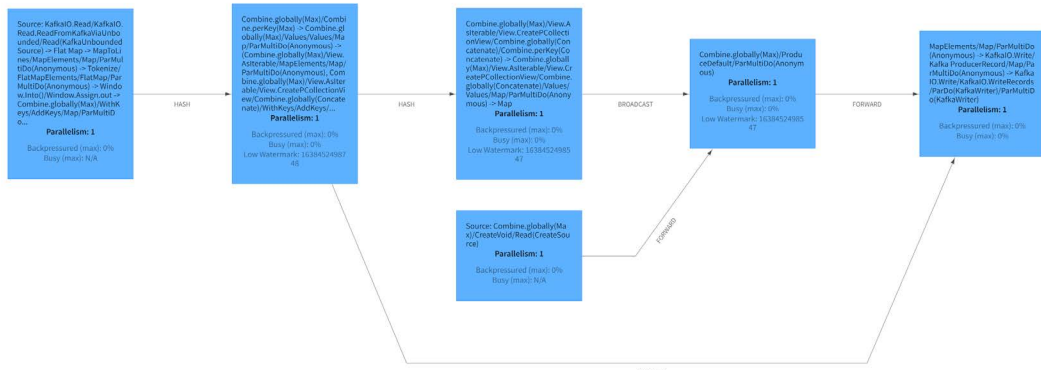 Source: KafkaIO.Read/KafkaIO.
Read.ReadFromKafkaViaUnbo
unded/Read(KafkaUnbounded
Source) -> Flat Map -> MapToLi
nes/MapElements/Map/ParMul
tiDo(Anonymous) -> Tokenize/
FlatMapElements/FlatMap/Par
MultiDo(Anonymous) -> Windo
w.Into()/Window.Assign.out ->
Combine.globally(Max)/WithK
eys/AddKeys/Map/ParMultiD
o...
Parallelism: 1
Backpressured (max): 0%
Busy (max): N/A
HASH
Combine.globally(Max)/Combi
ne.perKey(Max) -> Combine.gl
obally(Max)/Values/Values/Ma
p/ParMultiDo(Anonymous) ->
(Combine.globally(Max)/View.
AsIterable/MapElements/Map/
ParMultiDo(Anonymous), Com
bine.globally(Max)/View.AsIter
able/View.CreatePCollectionVi
ew/Combine.globally(Concate
nate)/WithKeys/AddKeys/...
Parallelism: 1
Backpressured (max): 0%
Busy (max): 0%
Low Watermark: 16384524987
48
HASH
Combine.globally(Max)/View.A
sIterable/View.CreatePCollecti
onView/Combine.globally(Con
catenate)/Combine.perKey(Co
ncatenate) -> Combine.globall
y(Max)/View.AsIterable/View.Cr
eatePCollectionView/Combine.
globally(Concatenate)/Values/
Values/Map/ParMultiDo(Anony
mous) -> Map
Parallelism: 1
Backpressured (max): 0%
Busy (max): 0%
Low Watermark: 16384524985
47
BROADCAST
Combine.globally(Max)/Produ
ceDefault/ParMultiDo(Anonym
ous)
Parallelism: 1
Backpressured (max): 0%
Busy (max): 0%
Low Watermark: 16384524985
47
FORWARD
MapElements/Map/ParMultiDo
(Anonymous) -> KafkaIO.Write/
Kafka ProducerRecord/Map/Pa
rMultiDo(Anonymous) -> Kafka
IO.Write/KafkaIO.WriteRecords
/ParDo(KafkaWriter)/ParMultiD
o(KafkaWriter)
Parallelism: 1
Backpressured (max): 0%
Busy (max): 0%
Low Watermark: 16384524985
47
Source: Combine.globally(Ma
x)/CreateVoid/Read(CreateSou
rce)
Parallelism: 1
Backpressured (max): 0%
Busy (max): N/A
FORWARD